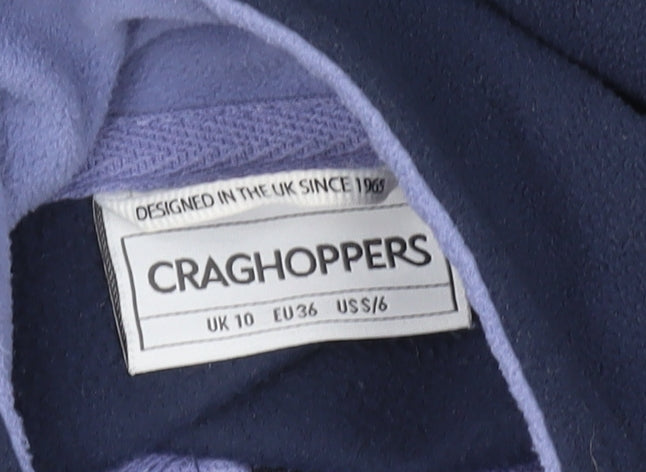 DESIGNED IN THE UK SINCE 1965
CRAGHOPPERS
UK 10 EU 36 US S/6